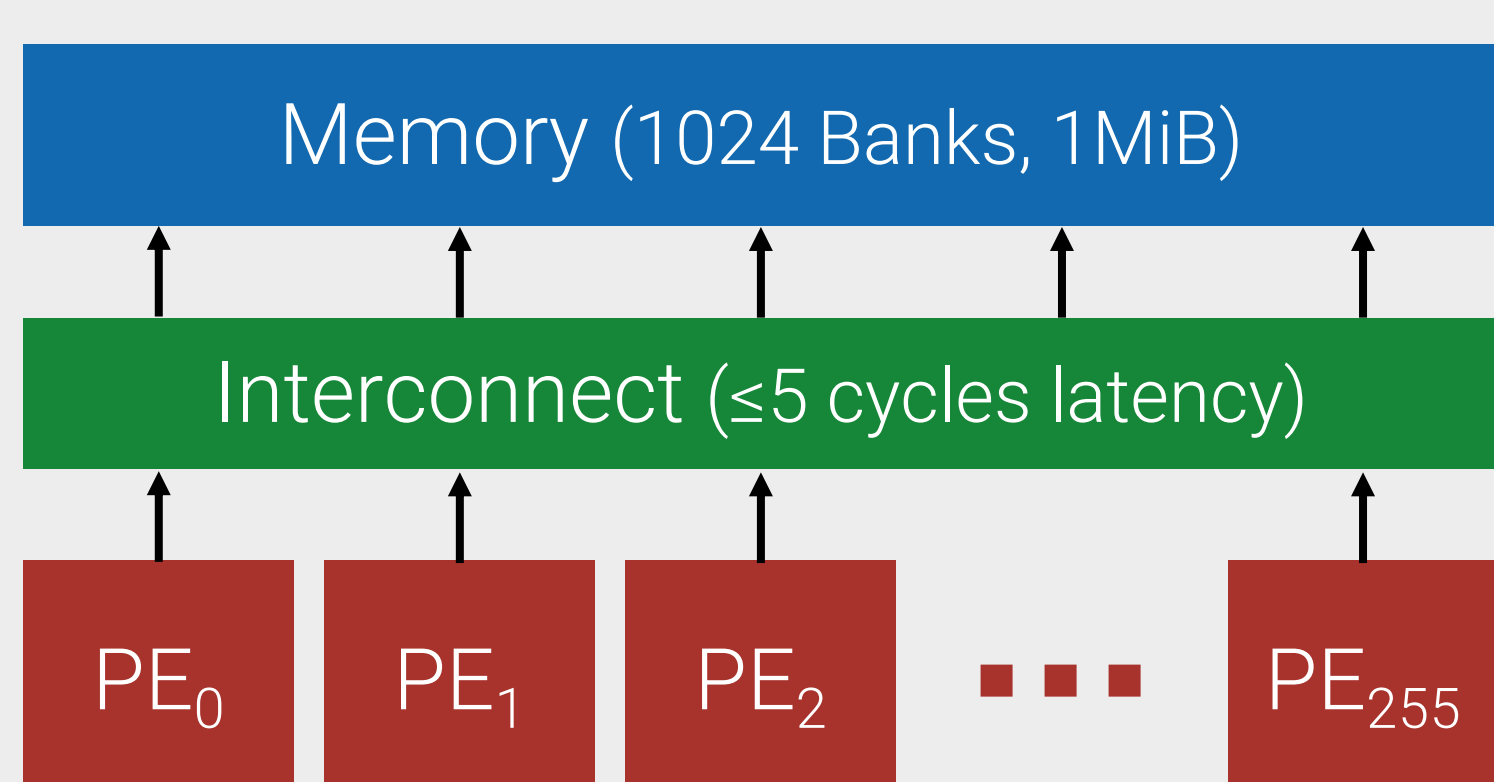 Memory (1024 Banks, 1MiB)
Interconnect (≤5 cycles latency)
PE₀ PE₁ PE₂ PE₂₅₅